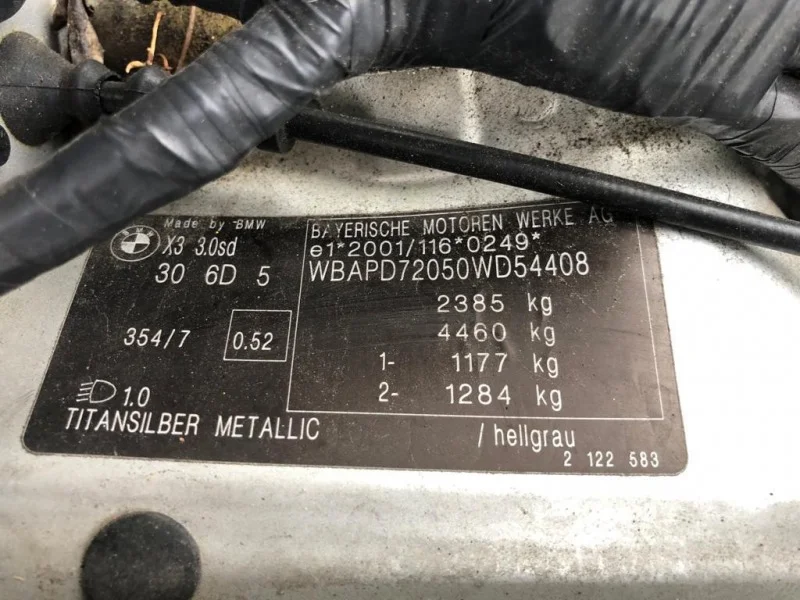 Made by BMW
X3 3.0sd
30 6D 5
354/7 0.52
1.0
TITANSILBER METALLIC
BAYERISCHE MOTOREN WERKE AG
e1*2001/116*0249*
WBAPD72050WD54408
2385 kg
4460 kg
1- 1177 kg
2- 1284 kg
/hellgrau
2 122 583